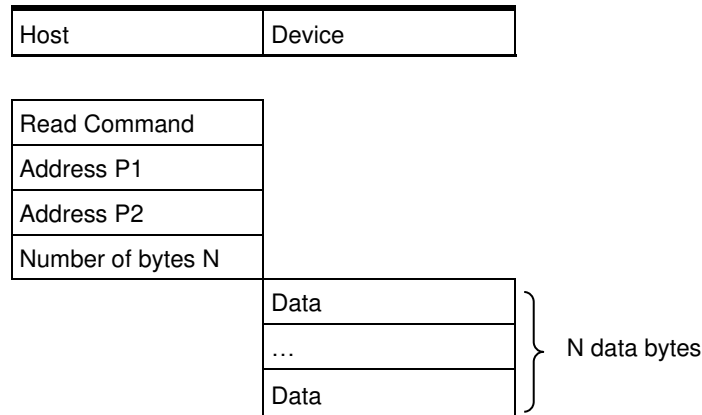 Host Device
Read Command
Address P1
Address P2
Number of bytes N
Data
…
N data bytes
Data